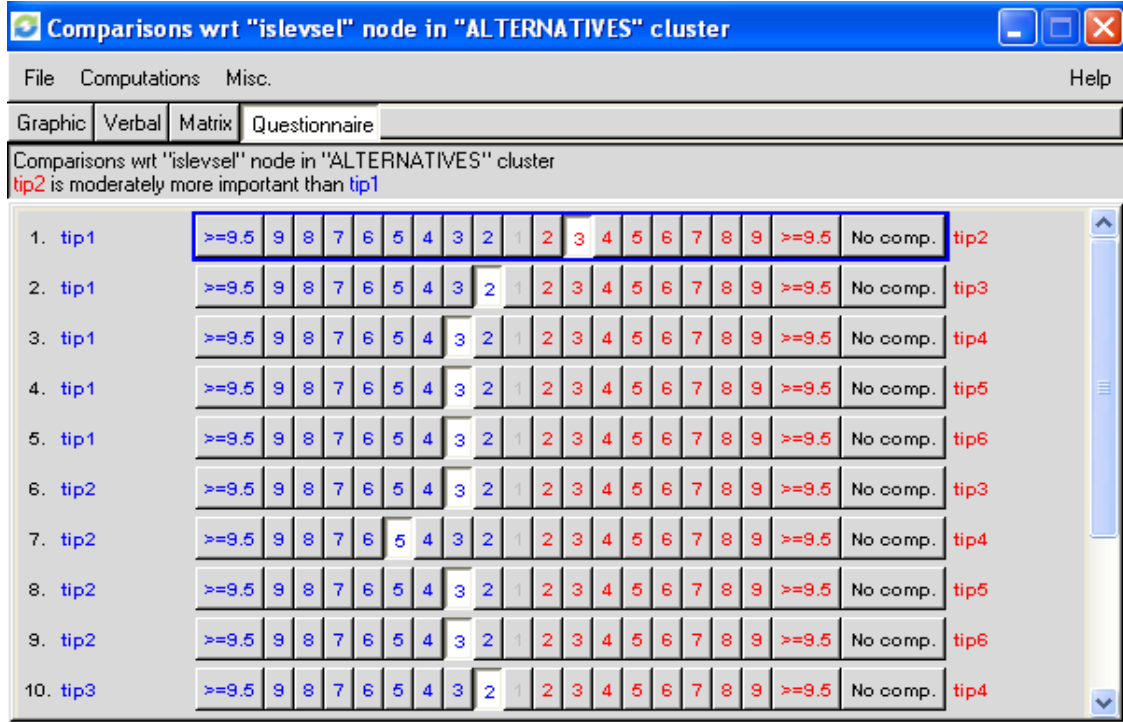 Comparisons wrt "islevsel" node in "ALTERNATIVES" cluster
File Computations Misc. Help
Graphic Verbal Matrix Questionnaire
Comparisons wrt "islevsel" node in "ALTERNATIVES" cluster
tip2 is moderately more important than tip1
1. tip1 >=9.5 9 8 7 6 5 4 3 2 1 2 3 4 5 6 7 8 9 >=9.5 No comp. tip2
2. tip1 >=9.5 9 8 7 6 5 4 3 2 1 2 3 4 5 6 7 8 9 >=9.5 No comp. tip3
3. tip1 >=9.5 9 8 7 6 5 4 3 2 1 2 3 4 5 6 7 8 9 >=9.5 No comp. tip4
4. tip1 >=9.5 9 8 7 6 5 4 3 2 1 2 3 4 5 6 7 8 9 >=9.5 No comp. tip5
5. tip1 >=9.5 9 8 7 6 5 4 3 2 1 2 3 4 5 6 7 8 9 >=9.5 No comp. tip6
6. tip2 >=9.5 9 8 7 6 5 4 3 2 1 2 3 4 5 6 7 8 9 >=9.5 No comp. tip3
7. tip2 >=9.5 9 8 7 6 5 4 3 2 1 2 3 4 5 6 7 8 9 >=9.5 No comp. tip4
8. tip2 >=9.5 9 8 7 6 5 4 3 2 1 2 3 4 5 6 7 8 9 >=9.5 No comp. tip5
9. tip2 >=9.5 9 8 7 6 5 4 3 2 1 2 3 4 5 6 7 8 9 >=9.5 No comp. tip6
10. tip3 >=9.5 9 8 7 6 5 4 3 2 1 2 3 4 5 6 7 8 9 >=9.5 No comp. tip4